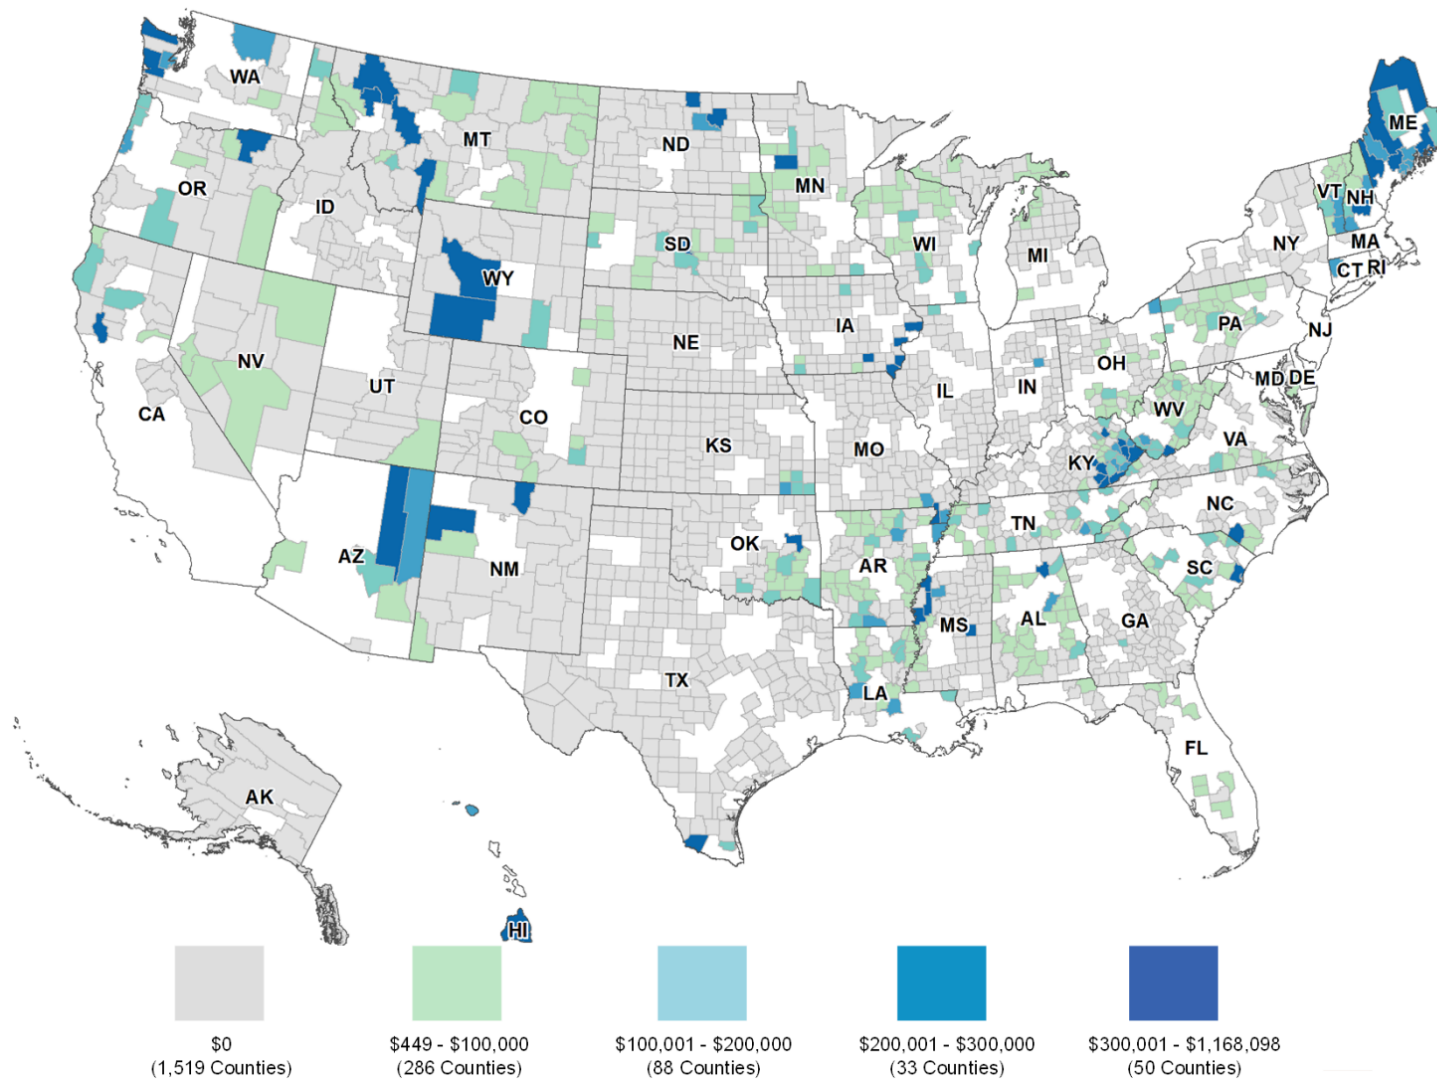 WA
MT
ND
MN
ME
VT
NH
OR
ID
SD
WI
MI
NY
MA
CT
RI
WY
NE
IA
PA
NJ
NV
UT
CO
IL
IN
OH
MD
DE
CA
KS
MO
WV
KY
VA
AZ
NM
OK
AR
TN
NC
SC
TX
MS
AL
GA
LA
FL
AK
HI
$0
(1,519 Counties)
$449 - $100,000
(286 Counties)
$100,001 - $200,000
(88 Counties)
$200,001 - $300,000
(33 Counties)
$300,001 - $1,168,098
(50 Counties)